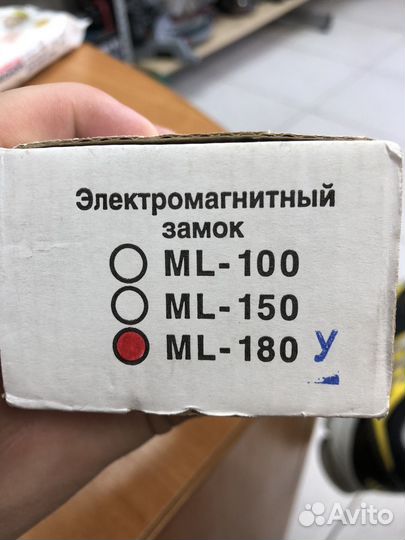 Электромагнитный
замок
ML-100
ML-150
ML-180 У
Avito